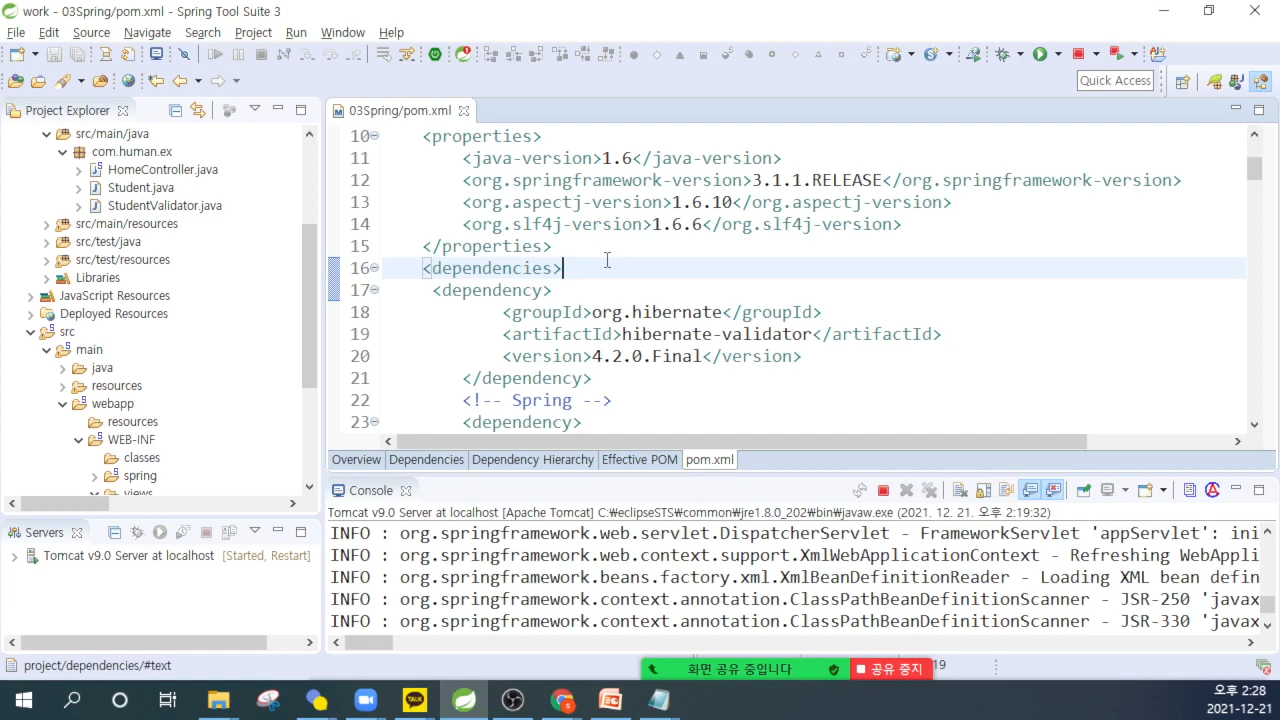 work - 03Spring/pom.xml - Spring Tool Suite 3
File Edit Source Navigate Search Project Run Window Help
Quick Access
Project Explorer
src/main/java
com.human.ex
HomeController.java
Student.java
StudentValidator.java
src/main/resources
src/test/java
src/test/resources
Libraries
JavaScript Resources
Deployed Resources
src
main
java
resources
webapp
resources
WEB-INF
classes
spring
views
03Spring/pom.xml
10 <properties>
11 <java-version>1.6</java-version>
12 <org.springframework-version>3.1.1.RELEASE</org.springframework-version>
13 <org.aspectj-version>1.6.10</org.aspectj-version>
14 <org.slf4j-version>1.6.6</org.slf4j-version>
15 </properties>
16 <dependencies>
17 <dependency>
18 <groupId>org.hibernate</groupId>
19 <artifactId>hibernate-validator</artifactId>
20 <version>4.2.0.Final</version>
21 </dependency>
22 <!-- Spring -->
23 <dependency>
Overview Dependencies Dependency Hierarchy Effective POM pom.xml
Servers
Tomcat v9.0 Server at localhost [Started, Restart]
Console
Tomcat v9.0 Server at localhost [Apache Tomcat] C:\eclipseSTS\common\jre1.8.0_202\bin\javaw.exe (2021. 12. 21. 오후 2:19:32)
INFO : org.springframework.web.servlet.DispatcherServlet - FrameworkServlet 'appServlet': ini
INFO : org.springframework.web.context.support.XmlWebApplicationContext - Refreshing WebAppli
INFO : org.springframework.beans.factory.xml.XmlBeanDefinitionReader - Loading XML bean defin
INFO : org.springframework.context.annotation.ClassPathBeanDefinitionScanner - JSR-250 'javax
INFO : org.springframework.context.annotation.ClassPathBeanDefinitionScanner - JSR-330 'javax
project/dependencies/#text
화면 공유 중입니다
공유 중지
19
TALK
오후 2:28
2021-12-21